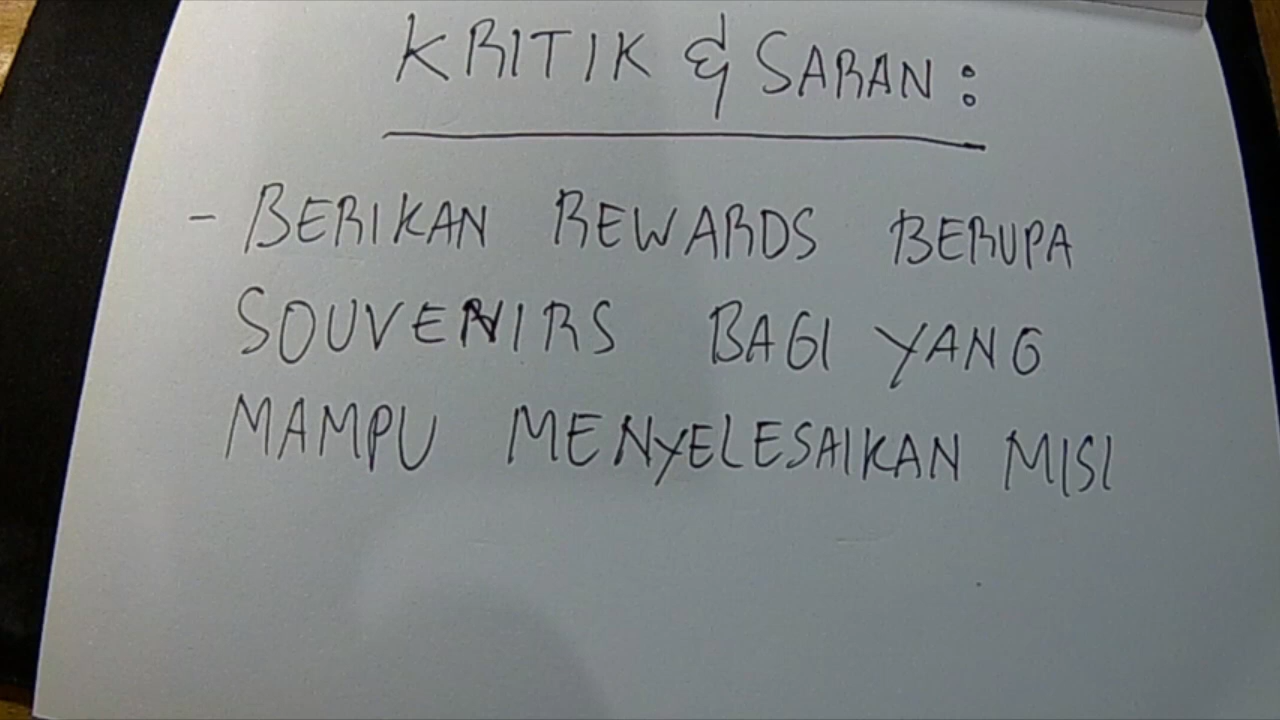 KRITIK & SARAN :
- BERIKAN REWARDS BERUPA
SOUVENIRS BAGI YANG
MAMPU MENYELESAIKAN MISI